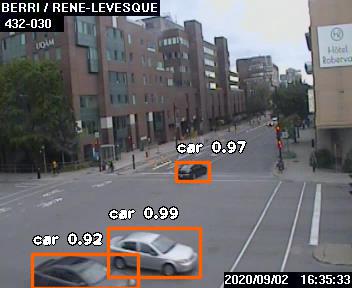 BERRI / RENE-LEVESQUE
432-030
UQAM
Hôtel
Roberval
car 0.97
car 0.99
car 0.92
2020/09/02 16:35:33